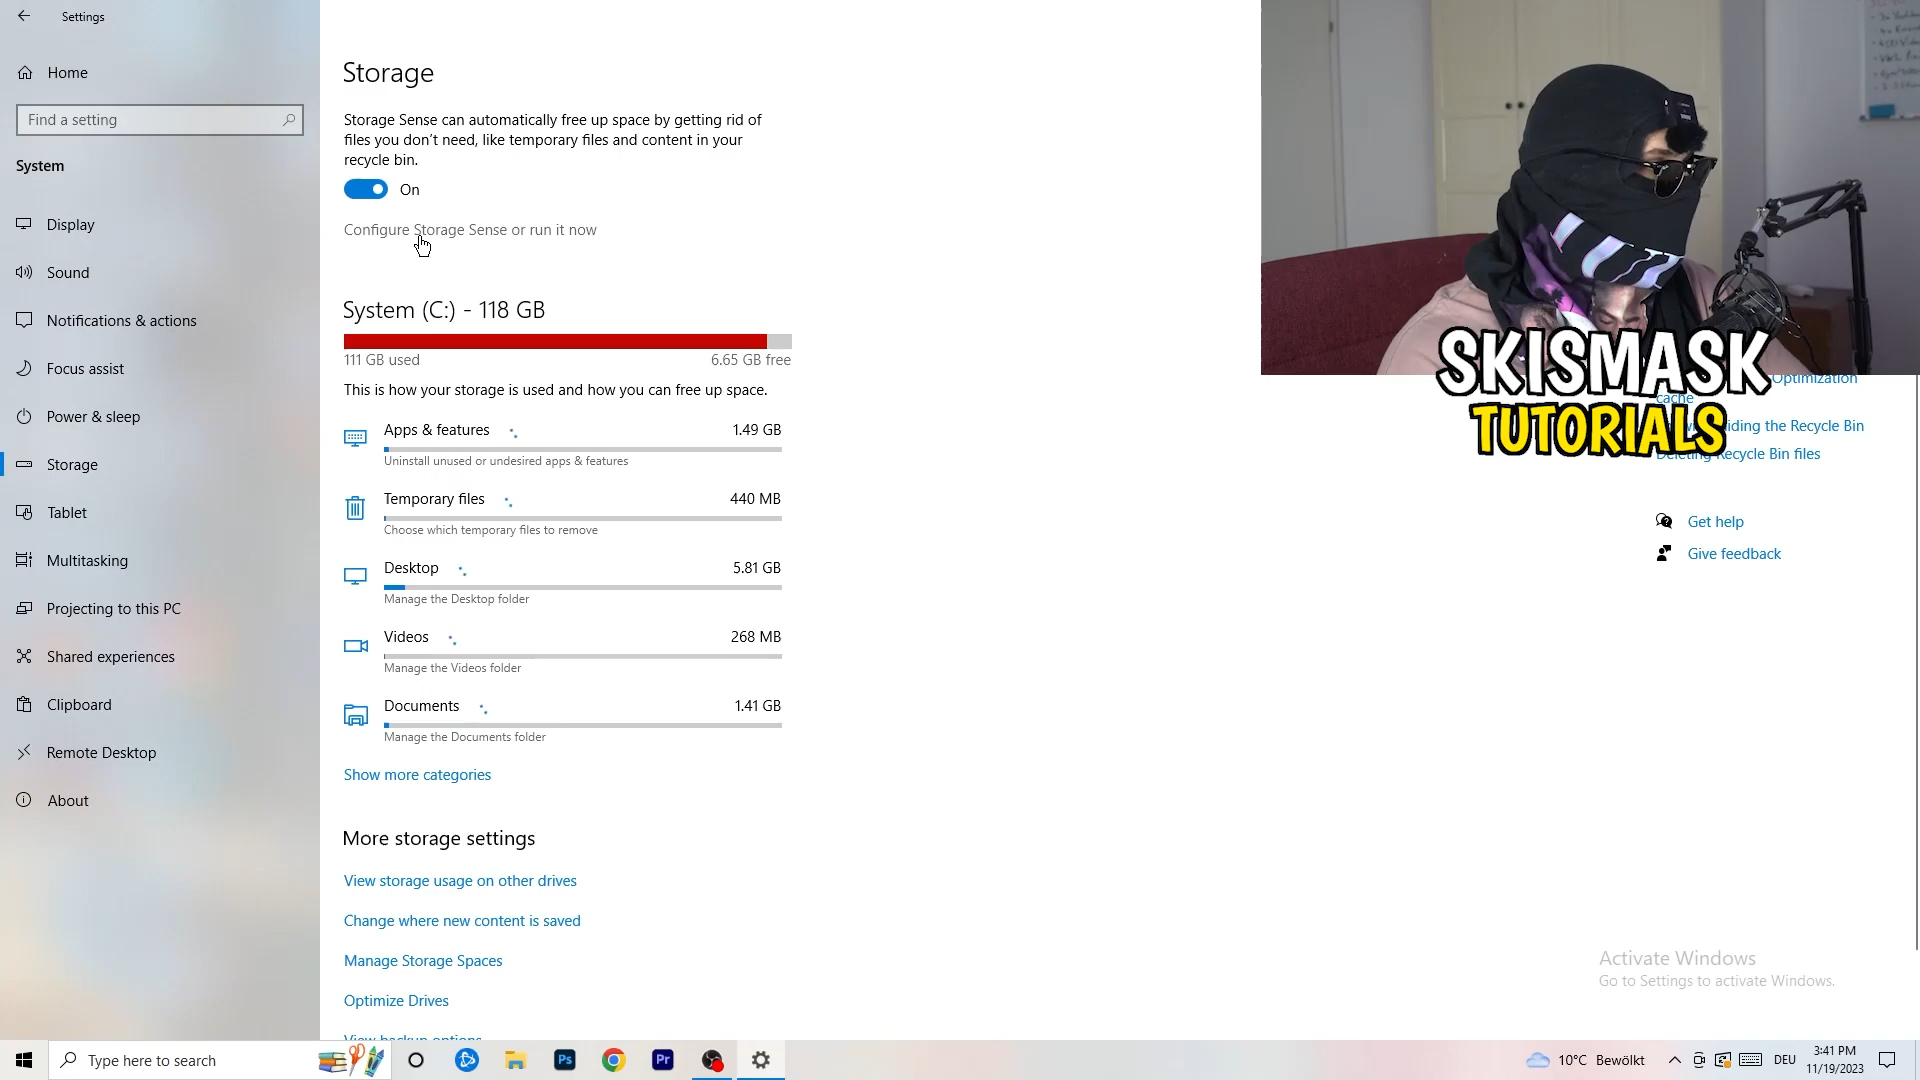 Settings
Home
Find a setting
System
Display
Sound
Notifications & actions
Focus assist
Power & sleep
Storage
Tablet
Multitasking
Projecting to this PC
Shared experiences
Clipboard
Remote Desktop
About
Storage
Storage Sense can automatically free up space by getting rid of
files you don't need, like temporary files and content in your
recycle bin.
On
Configure Storage Sense or run it now
System (C:) - 118 GB
111 GB used 6.65 GB free
This is how your storage is used and how you can free up space.
Apps & features 1.49 GB
Uninstall unused or undesired apps & features
Temporary files 440 MB
Choose which temporary files to remove
Desktop 5.81 GB
Manage the Desktop folder
Videos 268 MB
Manage the Videos folder
Documents 1.41 GB
Manage the Documents folder
Show more categories
More storage settings
View storage usage on other drives
Change where new content is saved
Manage Storage Spaces
Optimize Drives
View backup options
SKISMASK
TUTORIALS
Optimization
cache
the Recycle Bin
Recycle Bin files
Get help
Give feedback
Activate Windows
Go to Settings to activate Windows.
Type here to search
Ps
Pr
10°C Bewölkt
DEU
3:41 PM
11/19/2023